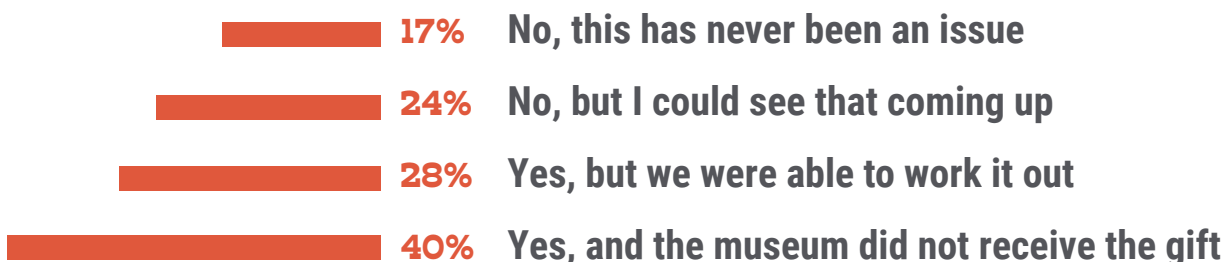 17% No, this has never been an issue
24% No, but I could see that coming up
28% Yes, but we were able to work it out
40% Yes, and the museum did not receive the gift